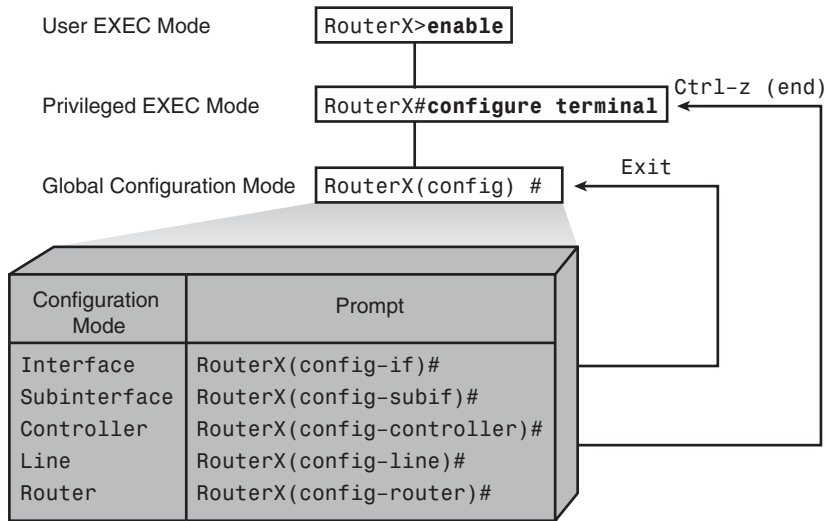 User EXEC Mode
RouterX>enable
Ctrl–z (end)
Privileged EXEC Mode
RouterX#configure terminal
Exit
Global Configuration Mode
RouterX(config) #
Configuration
Mode
Prompt
Interface
RouterX(config–if)#
Subinterface
RouterX(config–subif)#
Controller
RouterX(config–controller)#
Line
RouterX(config–line)#
Router
RouterX(config–router)#